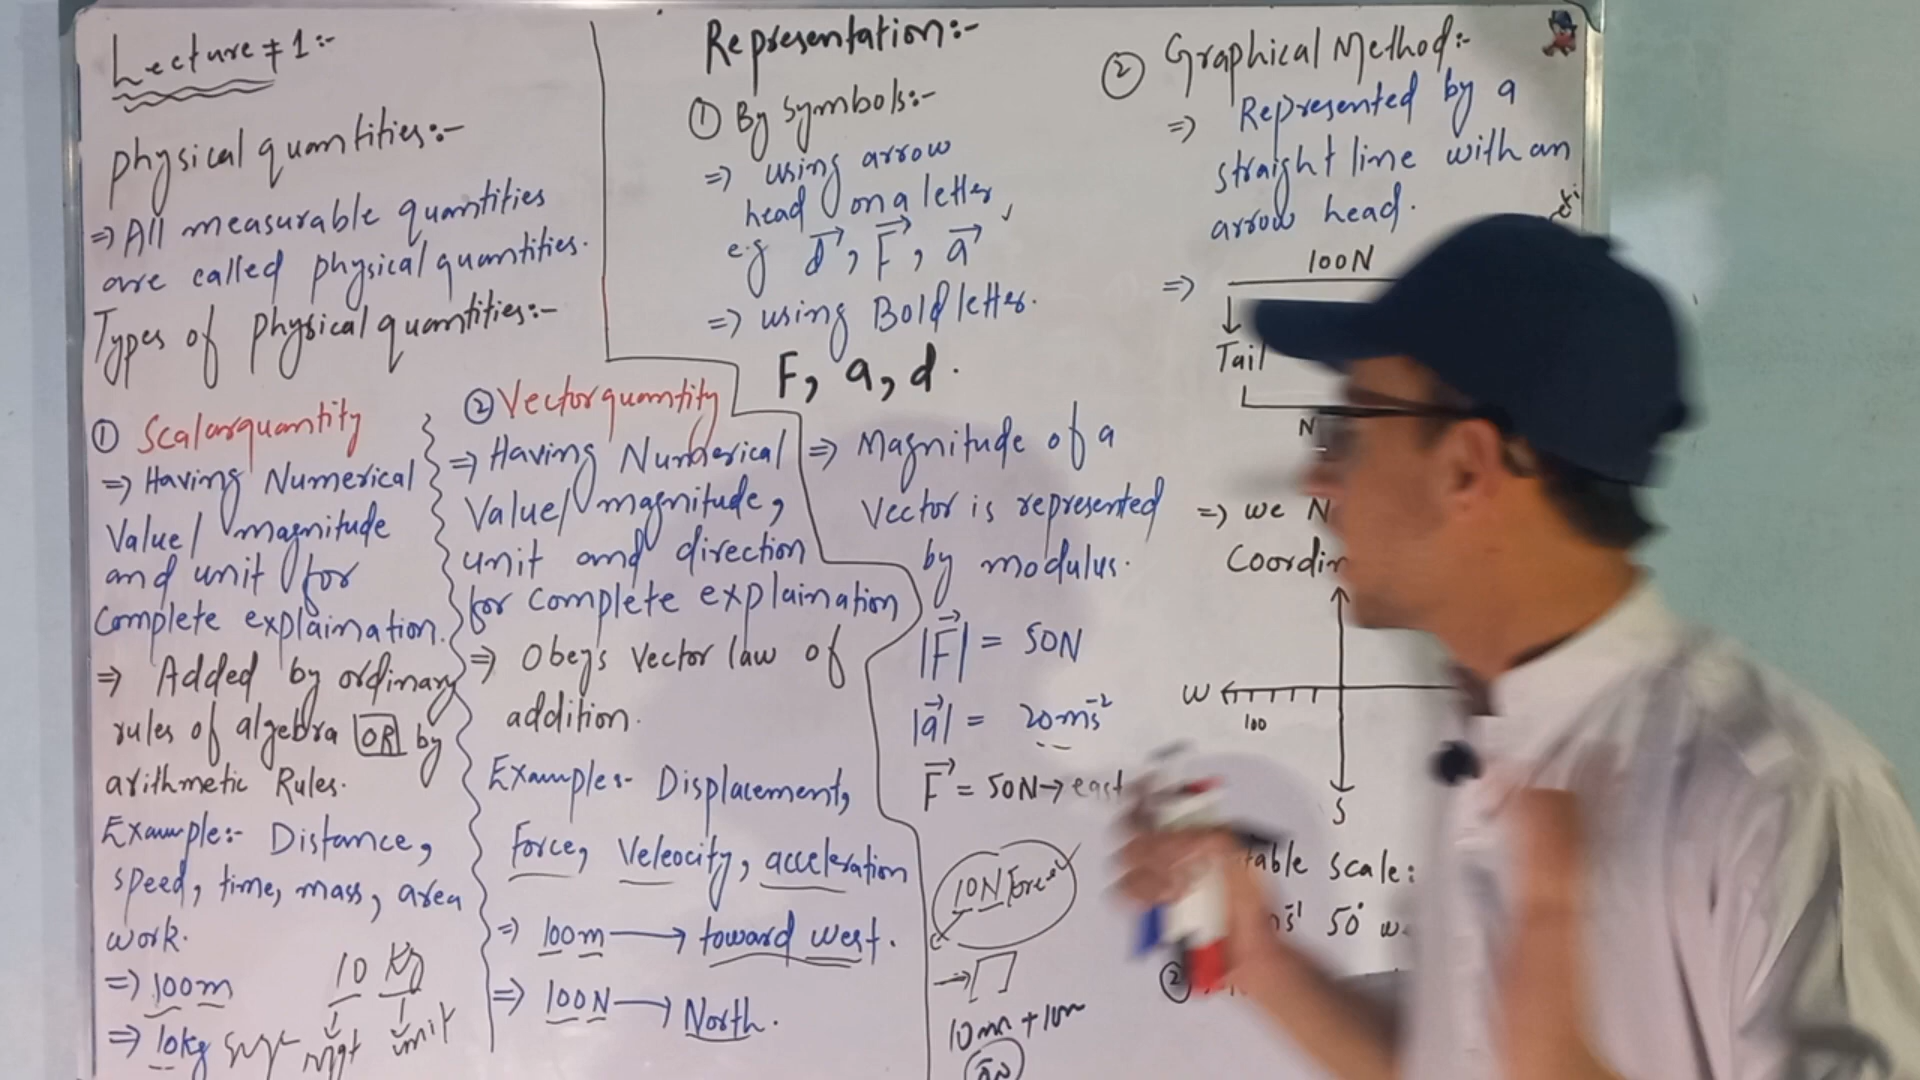 Lecture # 1:-
Physical quantities:-
=> All measurable quantities
are called physical quantities.
Types of physical quantities:-
① Scalar quantity
=> Having Numerical
Value/ magnitude
and unit for
Complete explaination.
=> Added by ordinary
rules of algebra OR by
arithmetic Rules.
Example:- Distance,
speed, time, mass, area
work.
=> 100m
=> 10kg
10 kg
mgt unit
② Vector quantity
=> Having Numerical
Value/ magnitude,
unit and direction
for complete explaination
=> Obeys Vector law of
addition.
Example:- Displacement,
force, Veleocity, acceleration
=> 100m → toward west.
=> 100N → North.
Representation:-
① By Symbols:-
=> using arrow
head on a letter
e.g d⃗, F⃗, a⃗
=> using Bold letter.
F, a, d.
=> Magnitude of a
Vector is represented
by modulus.
|F⃗| = 50N
|a⃗| = 20ms⁻²
F⃗ = 50N → east
10N Force
② Graphical Method:-
=> Represented by a
straight line with an
arrow head.
=> 100N
Tail
N
=> we N
Coordin
W
100
S
table scale:
50°
②